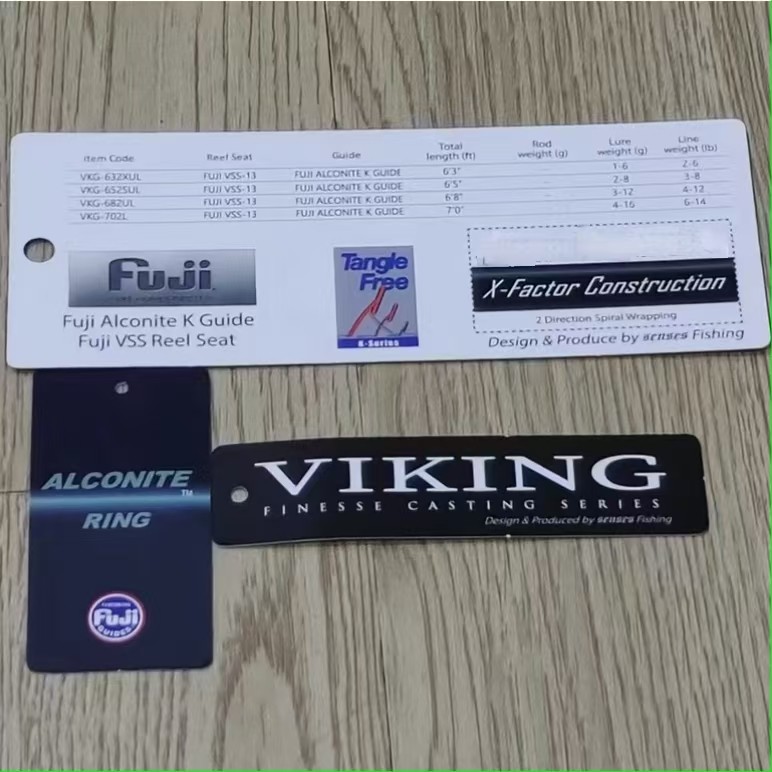 Item Code Reel Seat Guide Total length (ft) Rod weight (g) Lure weight (g) Line weight (lb)
VKG-632XUL FUJI VSS-13 FUJI ALCONITE K GUIDE 6'3" 1-6 2-6
VKG-652SUL FUJI VSS-13 FUJI ALCONITE K GUIDE 6'5" 2-8 3-8
VKG-682UL FUJI VSS-13 FUJI ALCONITE K GUIDE 6'8" 3-12 4-12
VKG-702L FUJI VSS-13 FUJI ALCONITE K GUIDE 7'0" 4-16 6-14
Fuji
Fuji Alconite K Guide
Fuji VSS Reel Seat
Tangle
Free
K-Series
X-Factor Construction
2 Direction Spiral Wrapping
Design & Produce by senses Fishing
ALCONITE™
RING
Fuji
GUIDES
VIKING
FINESSE CASTING SERIES
Design & Produced by senses Fishing